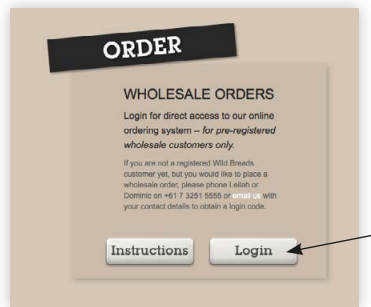 ORDER
WHOLESALE ORDERS
Login for direct access to our online
ordering system – for pre-registered
wholesale customers only.
If you are not a registered Wild Breads
customer yet, but you would like to place a
wholesale order, please phone Leilah or
Dominic on +61 7 3251 5555 or email us with
your contact details to obtain a login code.
Instructions Login